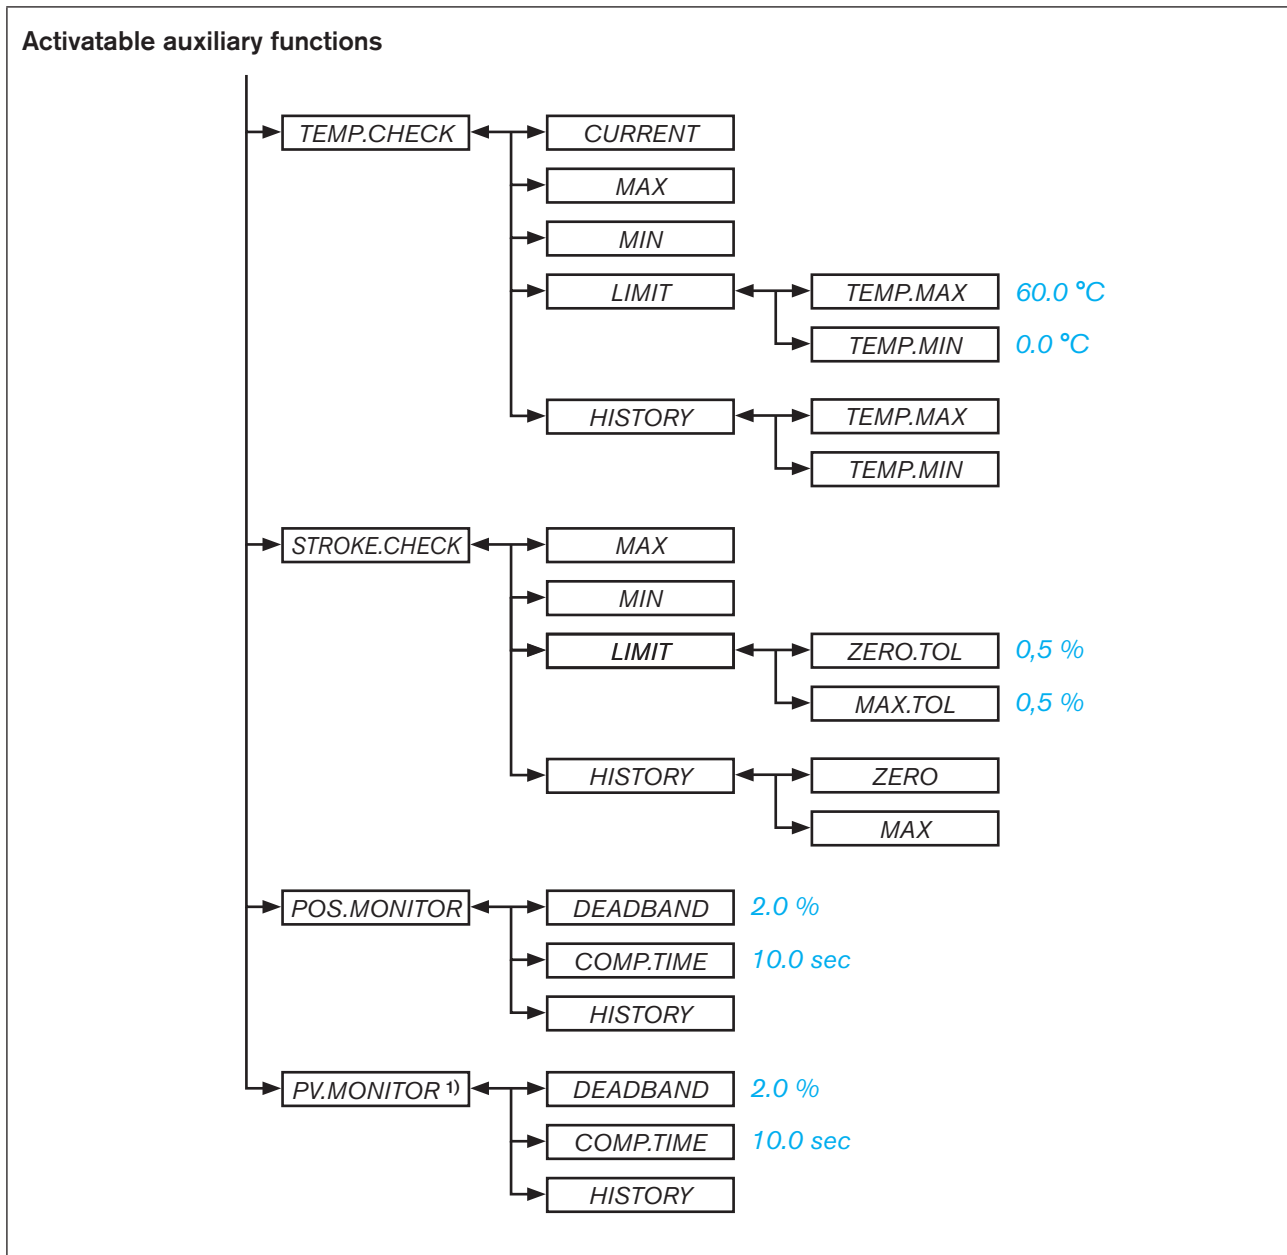 Activatable auxiliary functions
TEMP.CHECK
CURRENT
MAX
MIN
LIMIT
TEMP.MAX
60.0 °C
TEMP.MIN
0.0 °C
HISTORY
TEMP.MAX
TEMP.MIN
STROKE.CHECK
MAX
MIN
LIMIT
ZERO.TOL
0,5 %
MAX.TOL
0,5 %
HISTORY
ZERO
MAX
POS.MONITOR
DEADBAND
2.0 %
COMP.TIME
10.0 sec
HISTORY
PV.MONITOR 1)
DEADBAND
2.0 %
COMP.TIME
10.0 sec
HISTORY